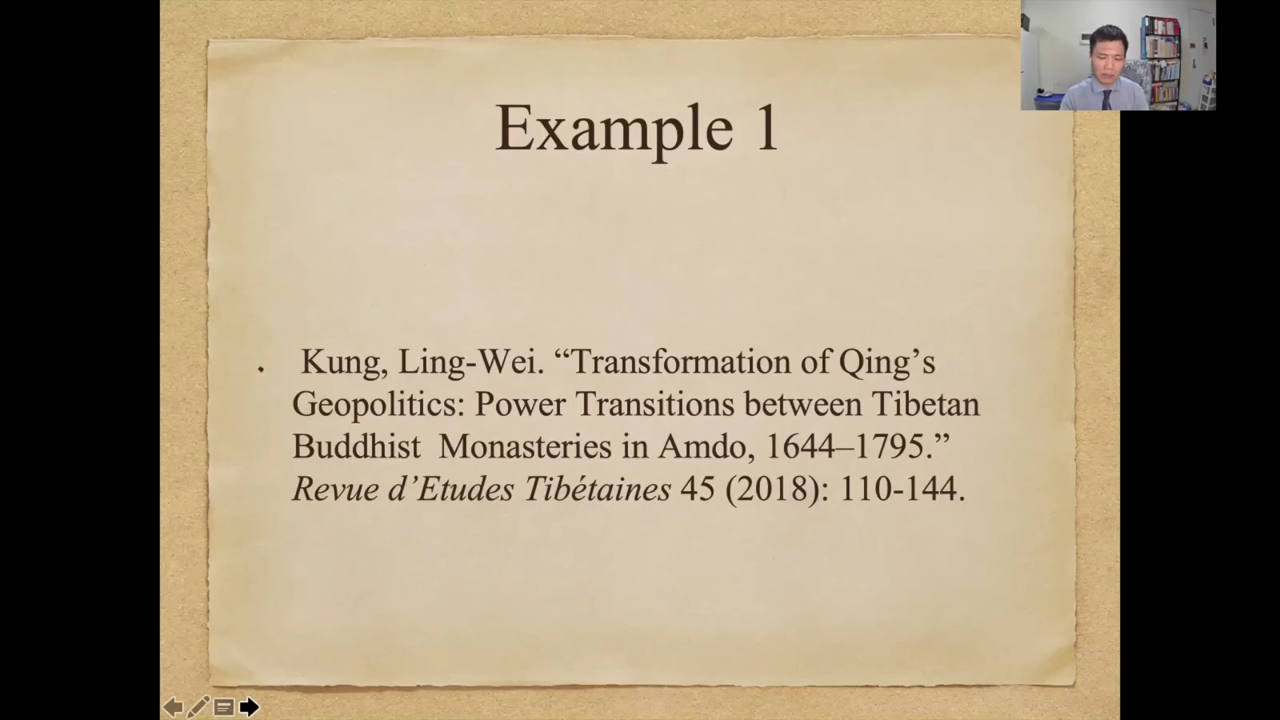 Example 1
• Kung, Ling-Wei. “Transformation of Qing’s
Geopolitics: Power Transitions between Tibetan
Buddhist Monasteries in Amdo, 1644–1795.”
Revue d’Etudes Tibétaines 45 (2018): 110-144.